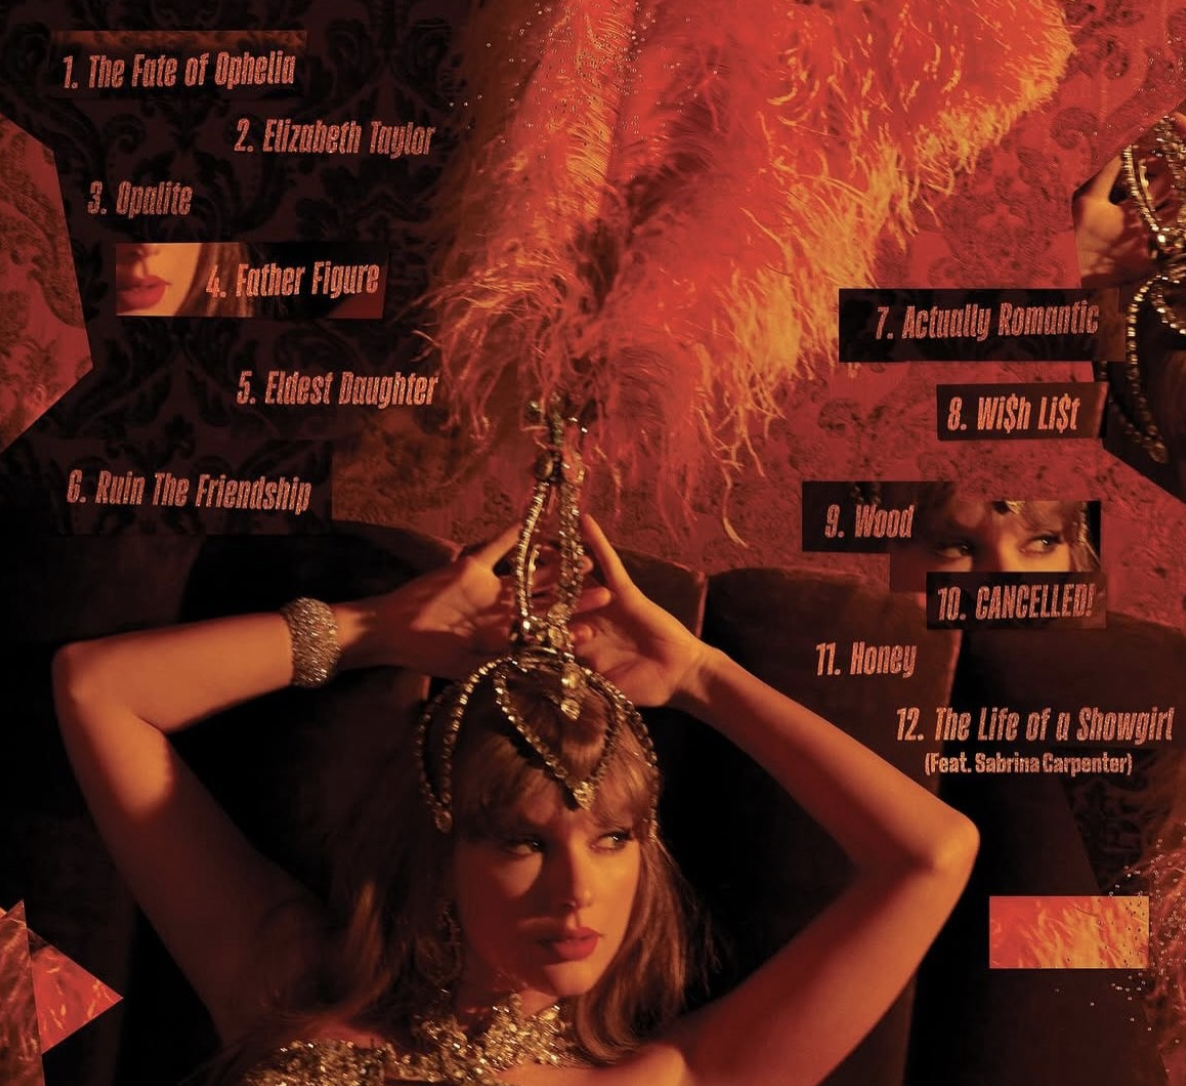 1. The Fate of Ophelia
2. Elizabeth Taylor
3. Opalite
4. Father Figure
5. Eldest Daughter
6. Ruin The Friendship
7. Actually Romantic
8. Wi$h Li$t
9. Wood
10. CANCELLED!
11. Honey
12. The Life of a Showgirl
(Feat. Sabrina Carpenter)